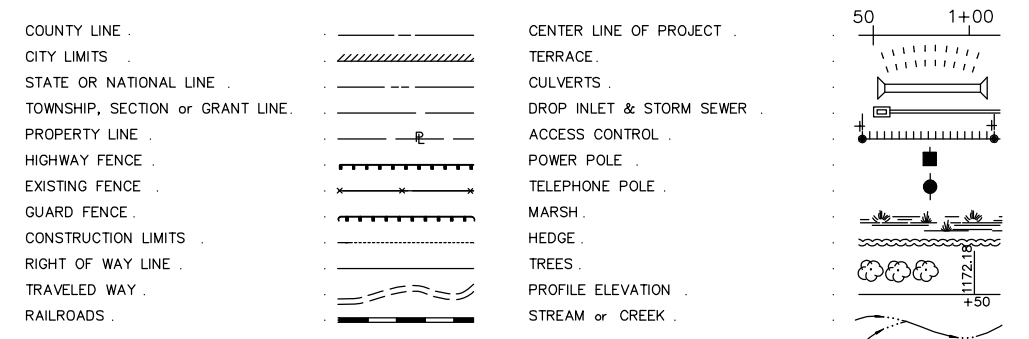 COUNTY LINE .
CITY LIMITS .
STATE OR NATIONAL LINE .
TOWNSHIP, SECTION or GRANT LINE.
PROPERTY LINE .
PL
HIGHWAY FENCE .
EXISTING FENCE .
GUARD FENCE .
CONSTRUCTION LIMITS .
RIGHT OF WAY LINE .
TRAVELED WAY .
RAILROADS .
50 1+00
CENTER LINE OF PROJECT .
TERRACE.
CULVERTS .
DROP INLET & STORM SEWER .
ACCESS CONTROL .
POWER POLE .
TELEPHONE POLE .
MARSH .
HEDGE .
TREES .
1172.18
PROFILE ELEVATION .
+50
STREAM or CREEK .